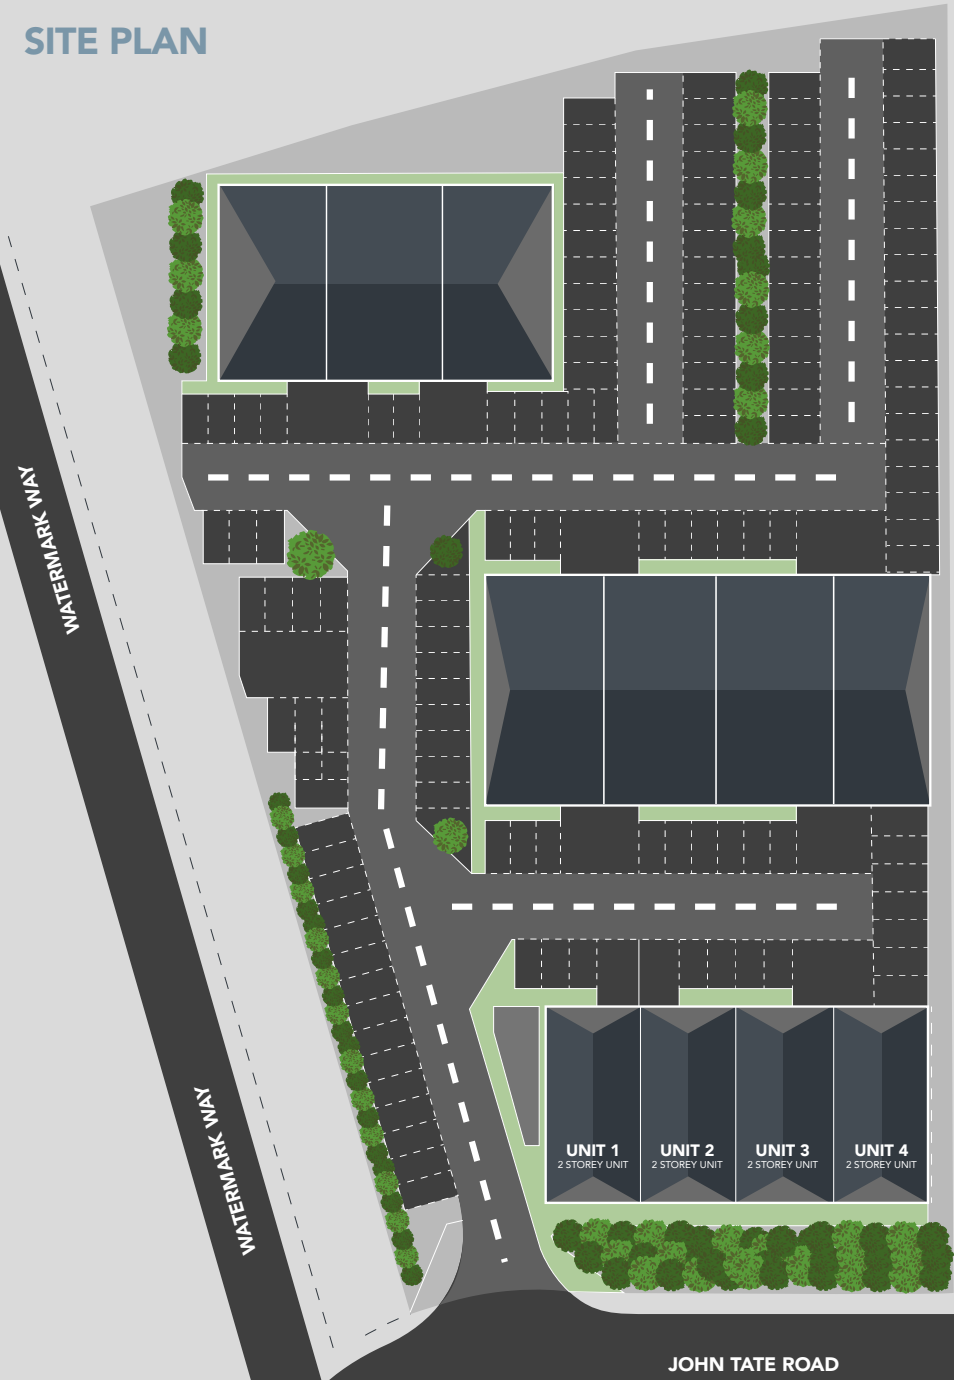 SITE PLAN
WATERMARK WAY
WATERMARK WAY
UNIT 1
2 STOREY UNIT
UNIT 2
2 STOREY UNIT
UNIT 3
2 STOREY UNIT
UNIT 4
2 STOREY UNIT
JOHN TATE ROAD